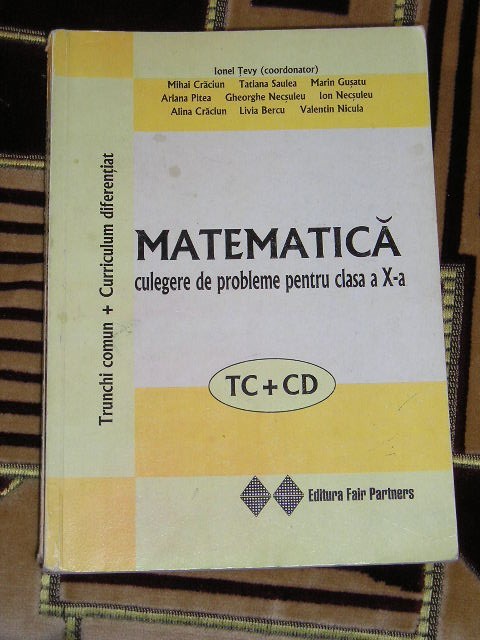 Ionel Țevy (coordonator)
Mihai Crăciun Tatiana Saulea Marin Gușatu
Ariana Pitea Gheorghe Necșuleu Ion Necșuleu
Alina Crăciun Livia Bercu Valentin Nicula
Trunchi comun + Curriculum diferențiat
MATEMATICĂ
culegere de probleme pentru clasa a X-a
TC + CD
Editura Fair Partners